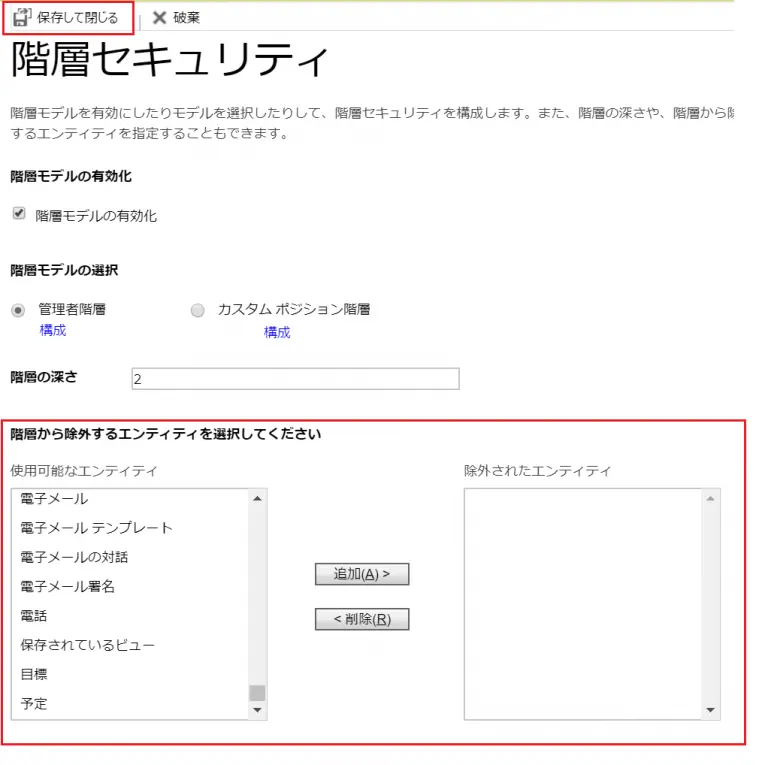 保存して閉じる 破棄
階層セキュリティ
階層モデルを有効にしたりモデルを選択したりして、階層セキュリティを構成します。また、階層の深さや、階層から除
するエンティティを指定することもできます。
階層モデルの有効化
階層モデルの有効化
階層モデルの選択
管理者階層 カスタム ポジション階層
構成 構成
階層の深さ 2
階層から除外するエンティティを選択してください
使用可能なエンティティ 除外されたエンティティ
電子メール
電子メール テンプレート
電子メールの対話
追加(A) >
電子メール署名
電話
< 削除(R)
保存されているビュー
目標
予定